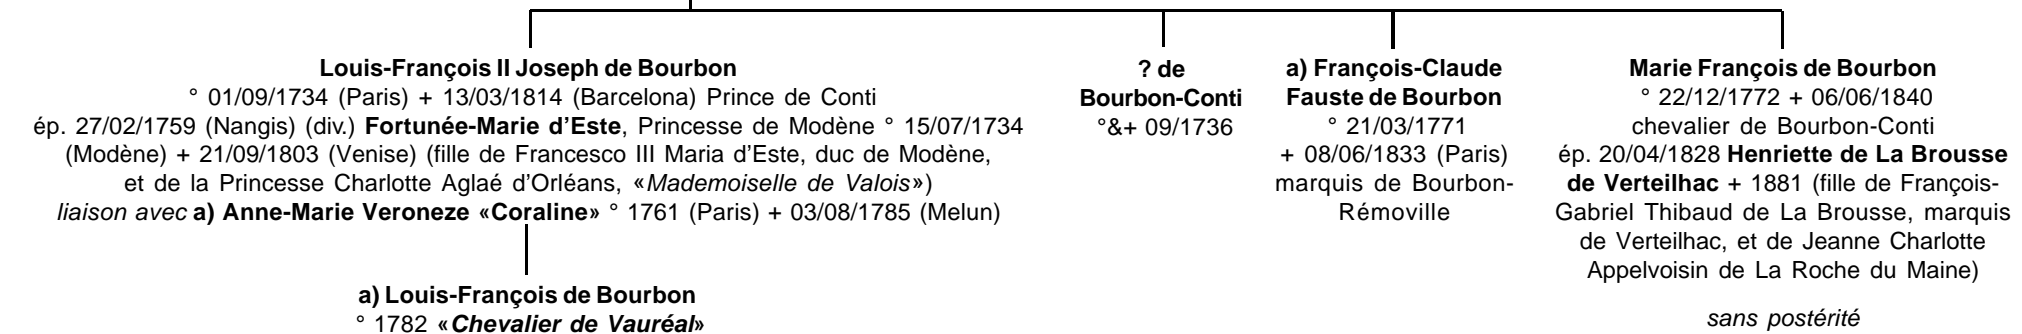 Louis-François II Joseph de Bourbon
° 01/09/1734 (Paris) + 13/03/1814 (Barcelona) Prince de Conti
ép. 27/02/1759 (Nangis) (div.) Fortunée-Marie d'Este, Princesse de Modène ° 15/07/1734
(Modène) + 21/09/1803 (Venise) (fille de Francesco III Maria d'Este, duc de Modène,
et de la Princesse Charlotte Aglaé d'Orléans, «Mademoiselle de Valois»)
liaison avec a) Anne-Marie Veroneze «Coraline» ° 1761 (Paris) + 03/08/1785 (Melun)
a) Louis-François de Bourbon
° 1782 «Chevalier de Vauréal»
? de
Bourbon-Conti
°&+ 09/1736
a) François-Claude
Fauste de Bourbon
° 21/03/1771
+ 08/06/1833 (Paris)
marquis de Bourbon-
Rémoville
Marie François de Bourbon
° 22/12/1772 + 06/06/1840
chevalier de Bourbon-Conti
ép. 20/04/1828 Henriette de La Brousse
de Verteilhac + 1881 (fille de François-
Gabriel Thibaud de La Brousse, marquis
de Verteilhac, et de Jeanne Charlotte
Appelvoisin de La Roche du Maine)
sans postérité